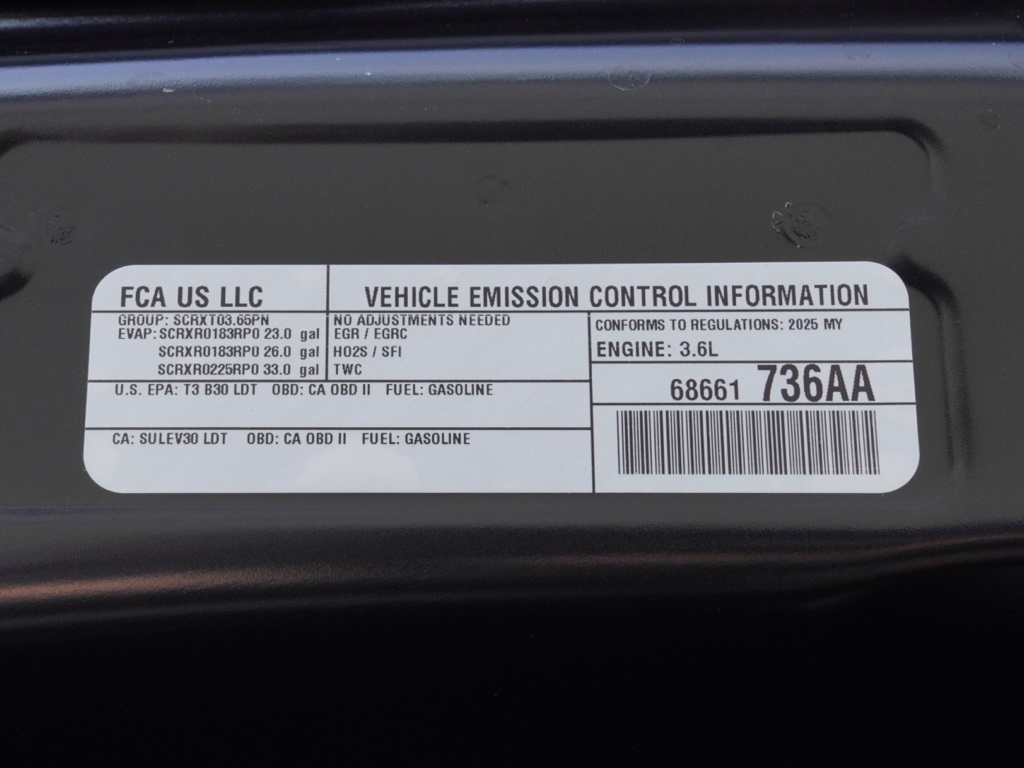 FCA US LLC
VEHICLE EMISSION CONTROL INFORMATION
GROUP: SCRXT03.65PN
EVAP: SCRXR0183RP0 23.0 gal
SCRXR0183RP0 26.0 gal
SCRXR0225RP0 33.0 gal
NO ADJUSTMENTS NEEDED
EGR / EGRC
HO2S / SFI
TWC
CONFORMS TO REGULATIONS: 2025 MY
ENGINE: 3.6L
68661 736AA
U.S. EPA: T3 B30 LDT OBD: CA OBD II FUEL: GASOLINE
CA: SULEV30 LDT OBD: CA OBD II FUEL: GASOLINE